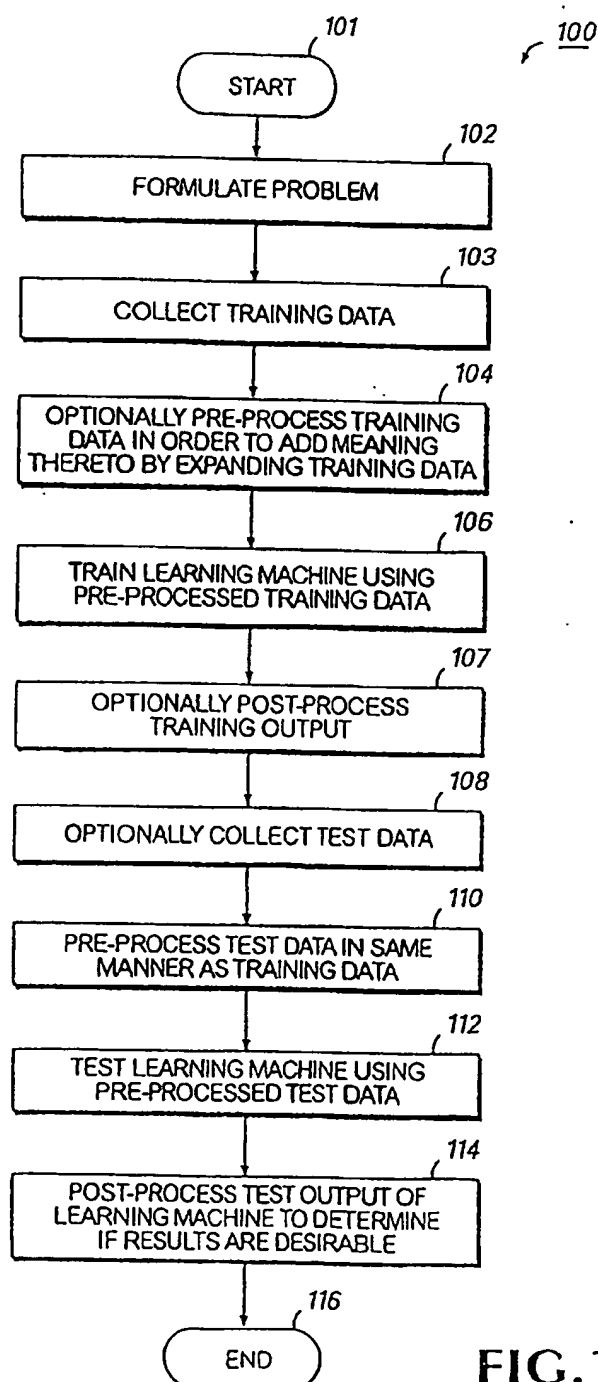 101
100
START
102
FORMULATE PROBLEM
103
COLLECT TRAINING DATA
104
OPTIONALLY PRE-PROCESS TRAINING
DATA IN ORDER TO ADD MEANING
THERETO BY EXPANDING TRAINING DATA
106
TRAIN LEARNING MACHINE USING
PRE-PROCESSED TRAINING DATA
107
OPTIONALLY POST-PROCESS
TRAINING OUTPUT
108
OPTIONALLY COLLECT TEST DATA
110
PRE-PROCESS TEST DATA IN SAME
MANNER AS TRAINING DATA
112
TEST LEARNING MACHINE USING
PRE-PROCESSED TEST DATA
114
POST-PROCESS TEST OUTPUT OF
LEARNING MACHINE TO DETERMINE
IF RESULTS ARE DESIRABLE
116
END
FIG.1